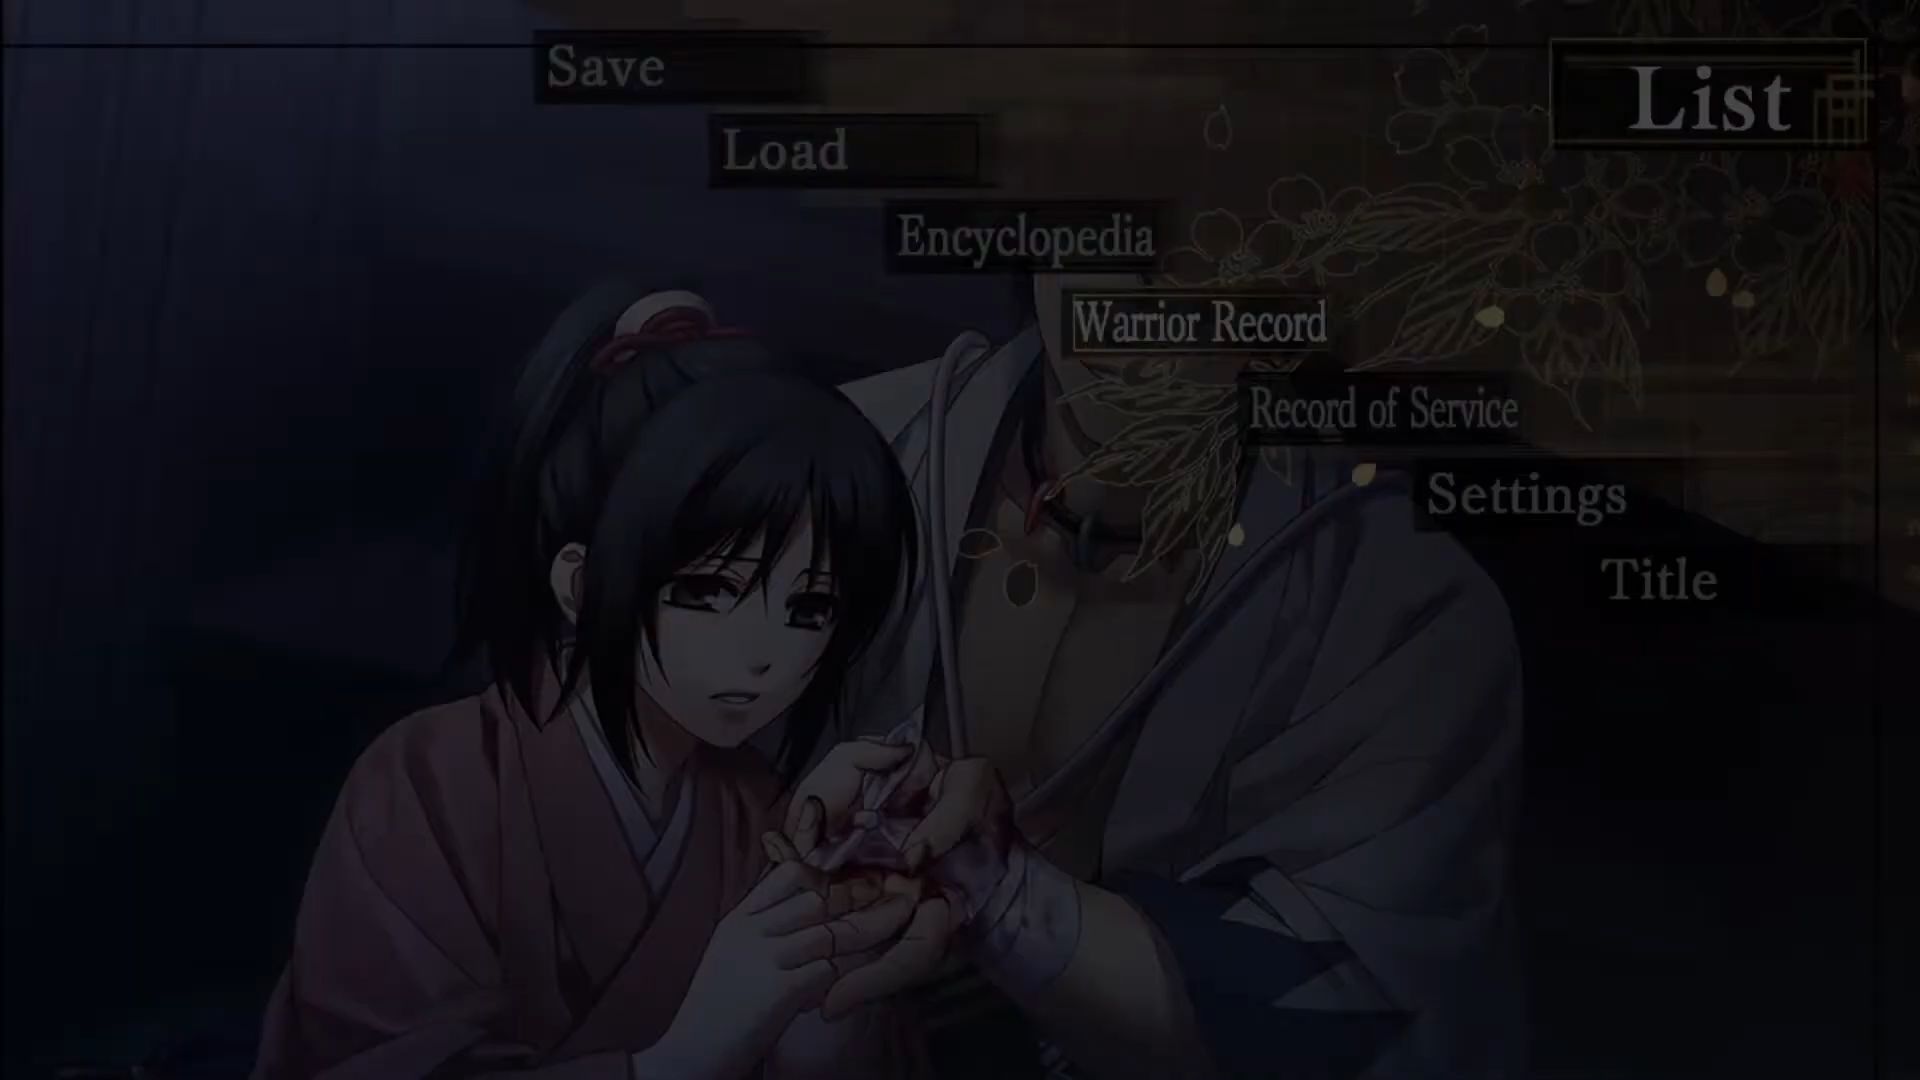 Save
List
Load
Encyclopedia
Warrior Record
Record of Service
Settings
Title